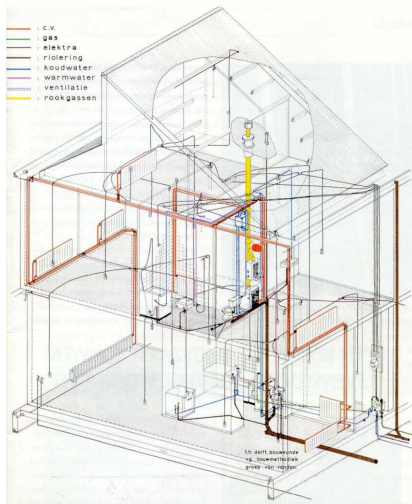 : c.v.
: gas
: elektra
: riolering
: koudwater
: warmwater
: ventilatie
: rookgassen
t.h. delft, bouwkunde
vg. bouwmethodiek
groep van randen